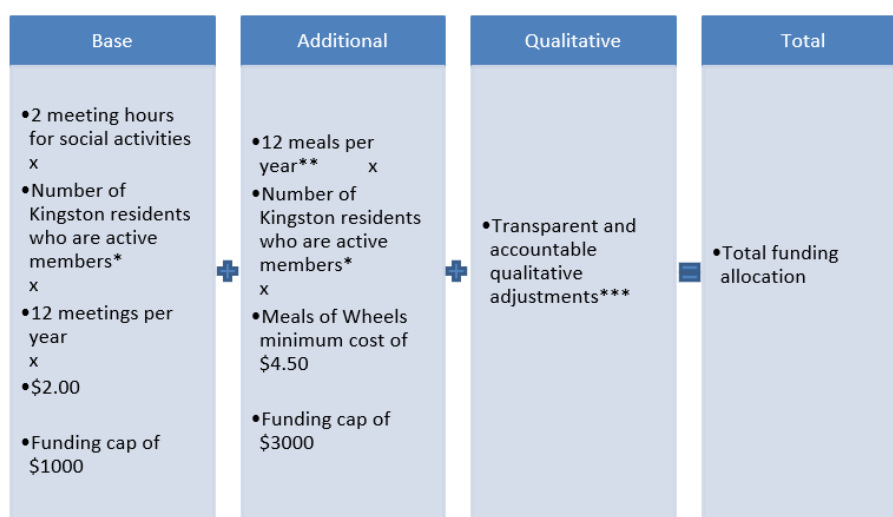 Base
•2 meeting hours
for social activities
x
•Number of
Kingston residents
who are active
members*
x
•12 meetings per
year
x
•$2.00
•Funding cap of
$1000
Additional
•12 meals per
year** x
•Number of
Kingston residents
who are active
members*
x
•Meals of Wheels
minimum cost of
$4.50
•Funding cap of
$3000
Qualitative
•Transparent and
accountable
qualitative
adjustments***
Total
•Total funding
allocation